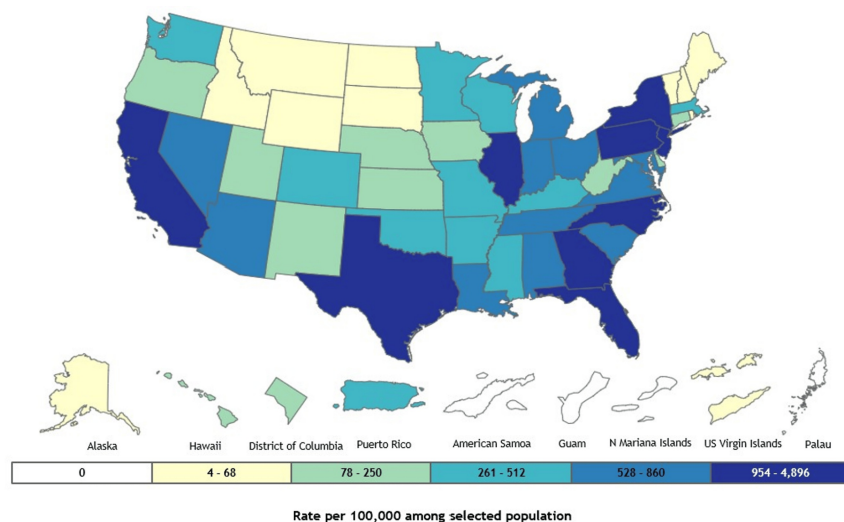 Alaska
Hawaii
District of Columbia
Puerto Rico
American Samoa
Guam
N Mariana Islands
US Virgin Islands
Palau
0
4 - 68
78 - 250
261 - 512
528 - 860
954 - 4,896
Rate per 100,000 among selected population